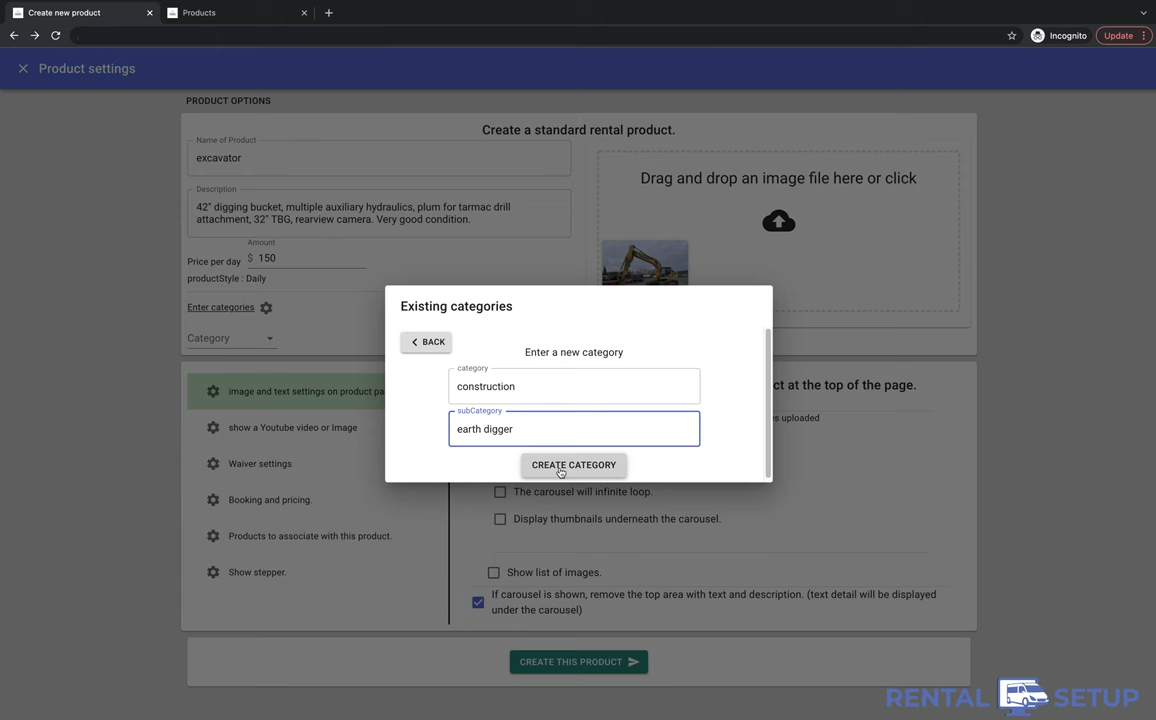 Create new product
Products
Incognito
Update
Product settings
PRODUCT OPTIONS
Create a standard rental product.
Name of Product
excavator
Drag and drop an image file here or click
Description
42" digging bucket, multiple auxiliary hydraulics, plum for tarmac drill
attachment, 32" TBG, rearview camera. Very good condition.
Amount
Price per day $ 150
productStyle : Daily
Enter categories
Category
Existing categories
BACK
Enter a new category
category
construction
subCategory
earth digger
CREATE CATEGORY
image and text settings on product pa
ct at the top of the page.
show a Youtube video or Image
es uploaded
Waiver settings
Booking and pricing.
Products to associate with this product.
Show stepper.
The carousel will infinite loop.
Display thumbnails underneath the carousel.
Show list of images.
If carousel is shown, remove the top area with text and description. (text detail will be displayed
under the carousel)
CREATE THIS PRODUCT
RENTAL SETUP